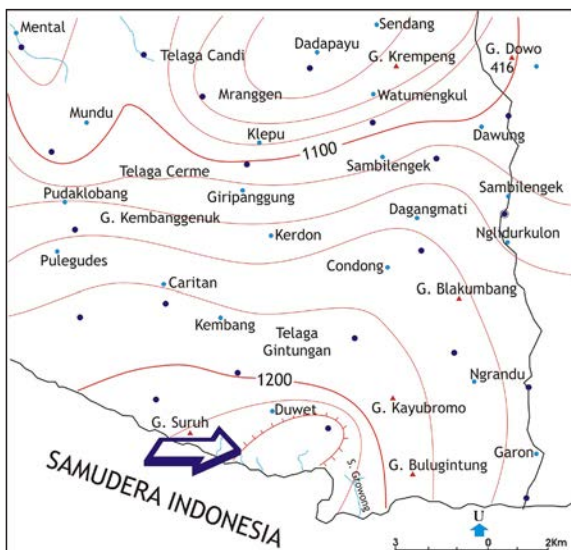 Sendang
Mental
Dadapayu
G. Dowo
Telaga Candi
G. Krempeng
416
Mranggen
Watumengkul
Mundu
Klepu
Dawung
1100
Telaga Cerme
Sambilengek
Pudaklobang
Giripanggung
Sambilengek
G. Kembanggenuk
Dagangmati
Kerdon
Nglidurkulon
Pulegudes
Condong
Caritan
G. Blakumbang
Kembang
Telaga
Gintungan
1200
Ngrandu
Duwet
G. Kayubromo
G. Suruh
Garon
S. Growong
G. Bulugintung
SAMUDERA INDONESIA
U
3 0 2Km